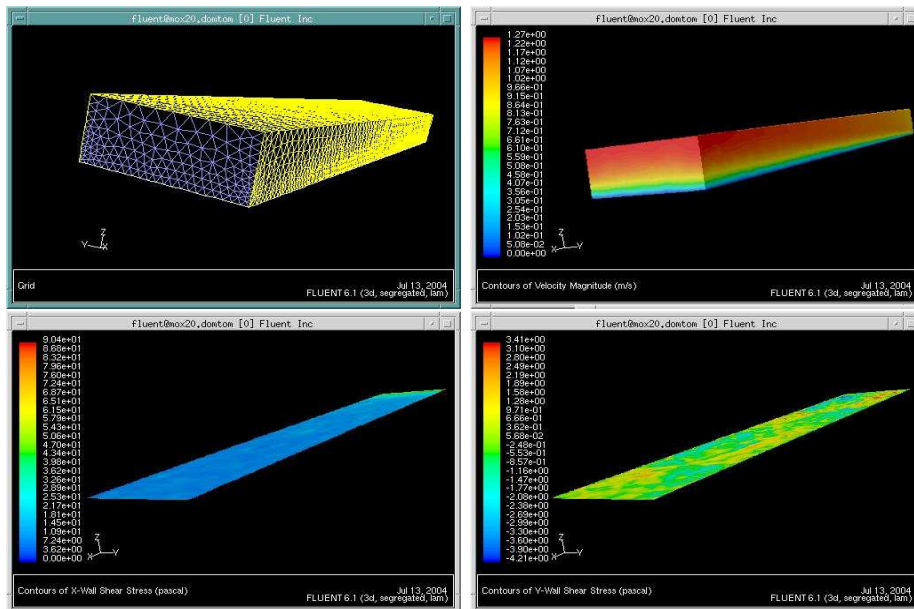 fluent@mox20.domtom [0] Fluent Inc
Z
Y X
Grid
Jul 13, 2004
FLUENT 6.1 (3d, segregated, lam)
fluent@mox20.domtom [0] Fluent Inc
1.27e+00
1.22e+00
1.17e+00
1.12e+00
1.07e+00
1.02e+00
9.66e-01
9.15e-01
8.64e-01
8.13e-01
7.63e-01
7.12e-01
6.61e-01
6.10e-01
5.59e-01
5.08e-01
4.58e-01
4.07e-01
3.56e-01
3.05e-01
2.54e-01
2.03e-01
1.53e-01
1.02e-01
5.08e-02
0.00e+00
Z
X Y
Contours of Velocity Magnitude (m/s)
Jul 13, 2004
FLUENT 6.1 (3d, segregated, lam)
fluent@mox20.domtom [0] Fluent Inc
9.04e+01
8.68e+01
8.32e+01
7.96e+01
7.60e+01
7.24e+01
6.87e+01
6.51e+01
6.15e+01
5.79e+01
5.43e+01
5.06e+01
4.70e+01
4.34e+01
3.98e+01
3.62e+01
3.26e+01
2.89e+01
2.53e+01
2.17e+01
1.81e+01
1.45e+01
1.09e+01
7.24e+00
3.62e+00
0.00e+00
Z
X Y
Contours of X-Wall Shear Stress (pascal)
Jul 13, 2004
FLUENT 6.1 (3d, segregated, lam)
fluent@mox20.domtom [0] Fluent Inc
3.41e+00
3.10e+00
2.80e+00
2.49e+00
2.19e+00
1.89e+00
1.58e+00
1.28e+00
9.71e-01
6.66e-01
3.61e-01
5.68e-02
-2.48e-01
-5.53e-01
-8.57e-01
-1.16e+00
-1.47e+00
-1.77e+00
-2.08e+00
-2.38e+00
-2.69e+00
-2.99e+00
-3.30e+00
-3.60e+00
-3.90e+00
-4.21e+00
Z
X Y
Contours of Y-Wall Shear Stress (pascal)
Jul 13, 2004
FLUENT 6.1 (3d, segregated, lam)